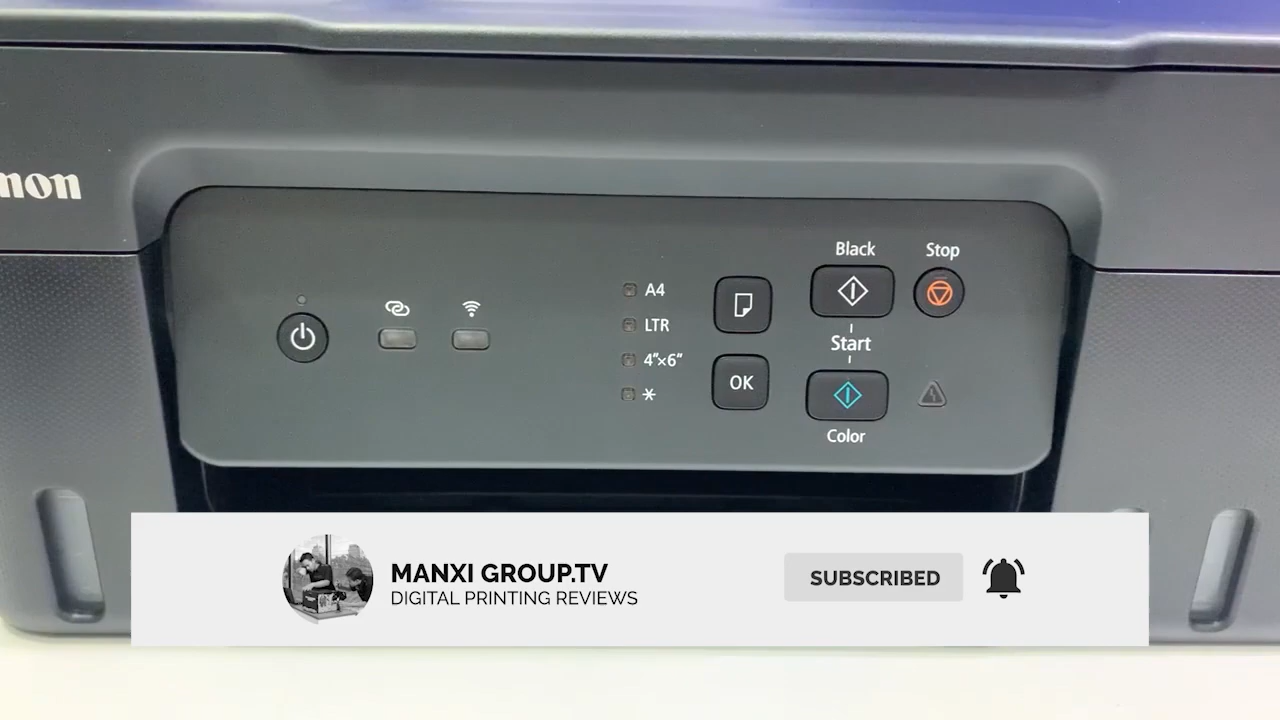 non
Black
Stop
A4
LTR
4"×6"
*
OK
Start
Color
MANXI GROUP.TV
DIGITAL PRINTING REVIEWS
SUBSCRIBED